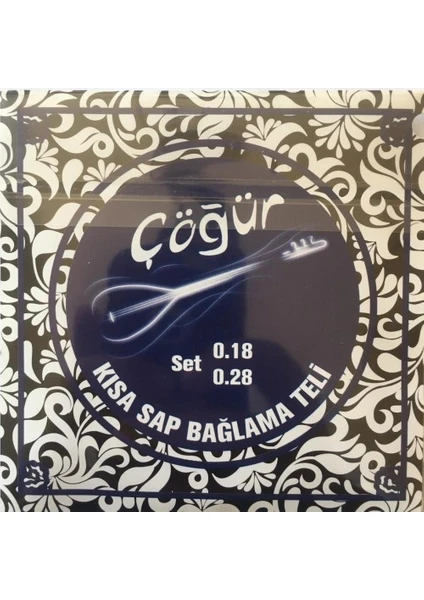 Çöğür
Set 0.18
0.28
KISA SAP BAĞLAMA TELİ